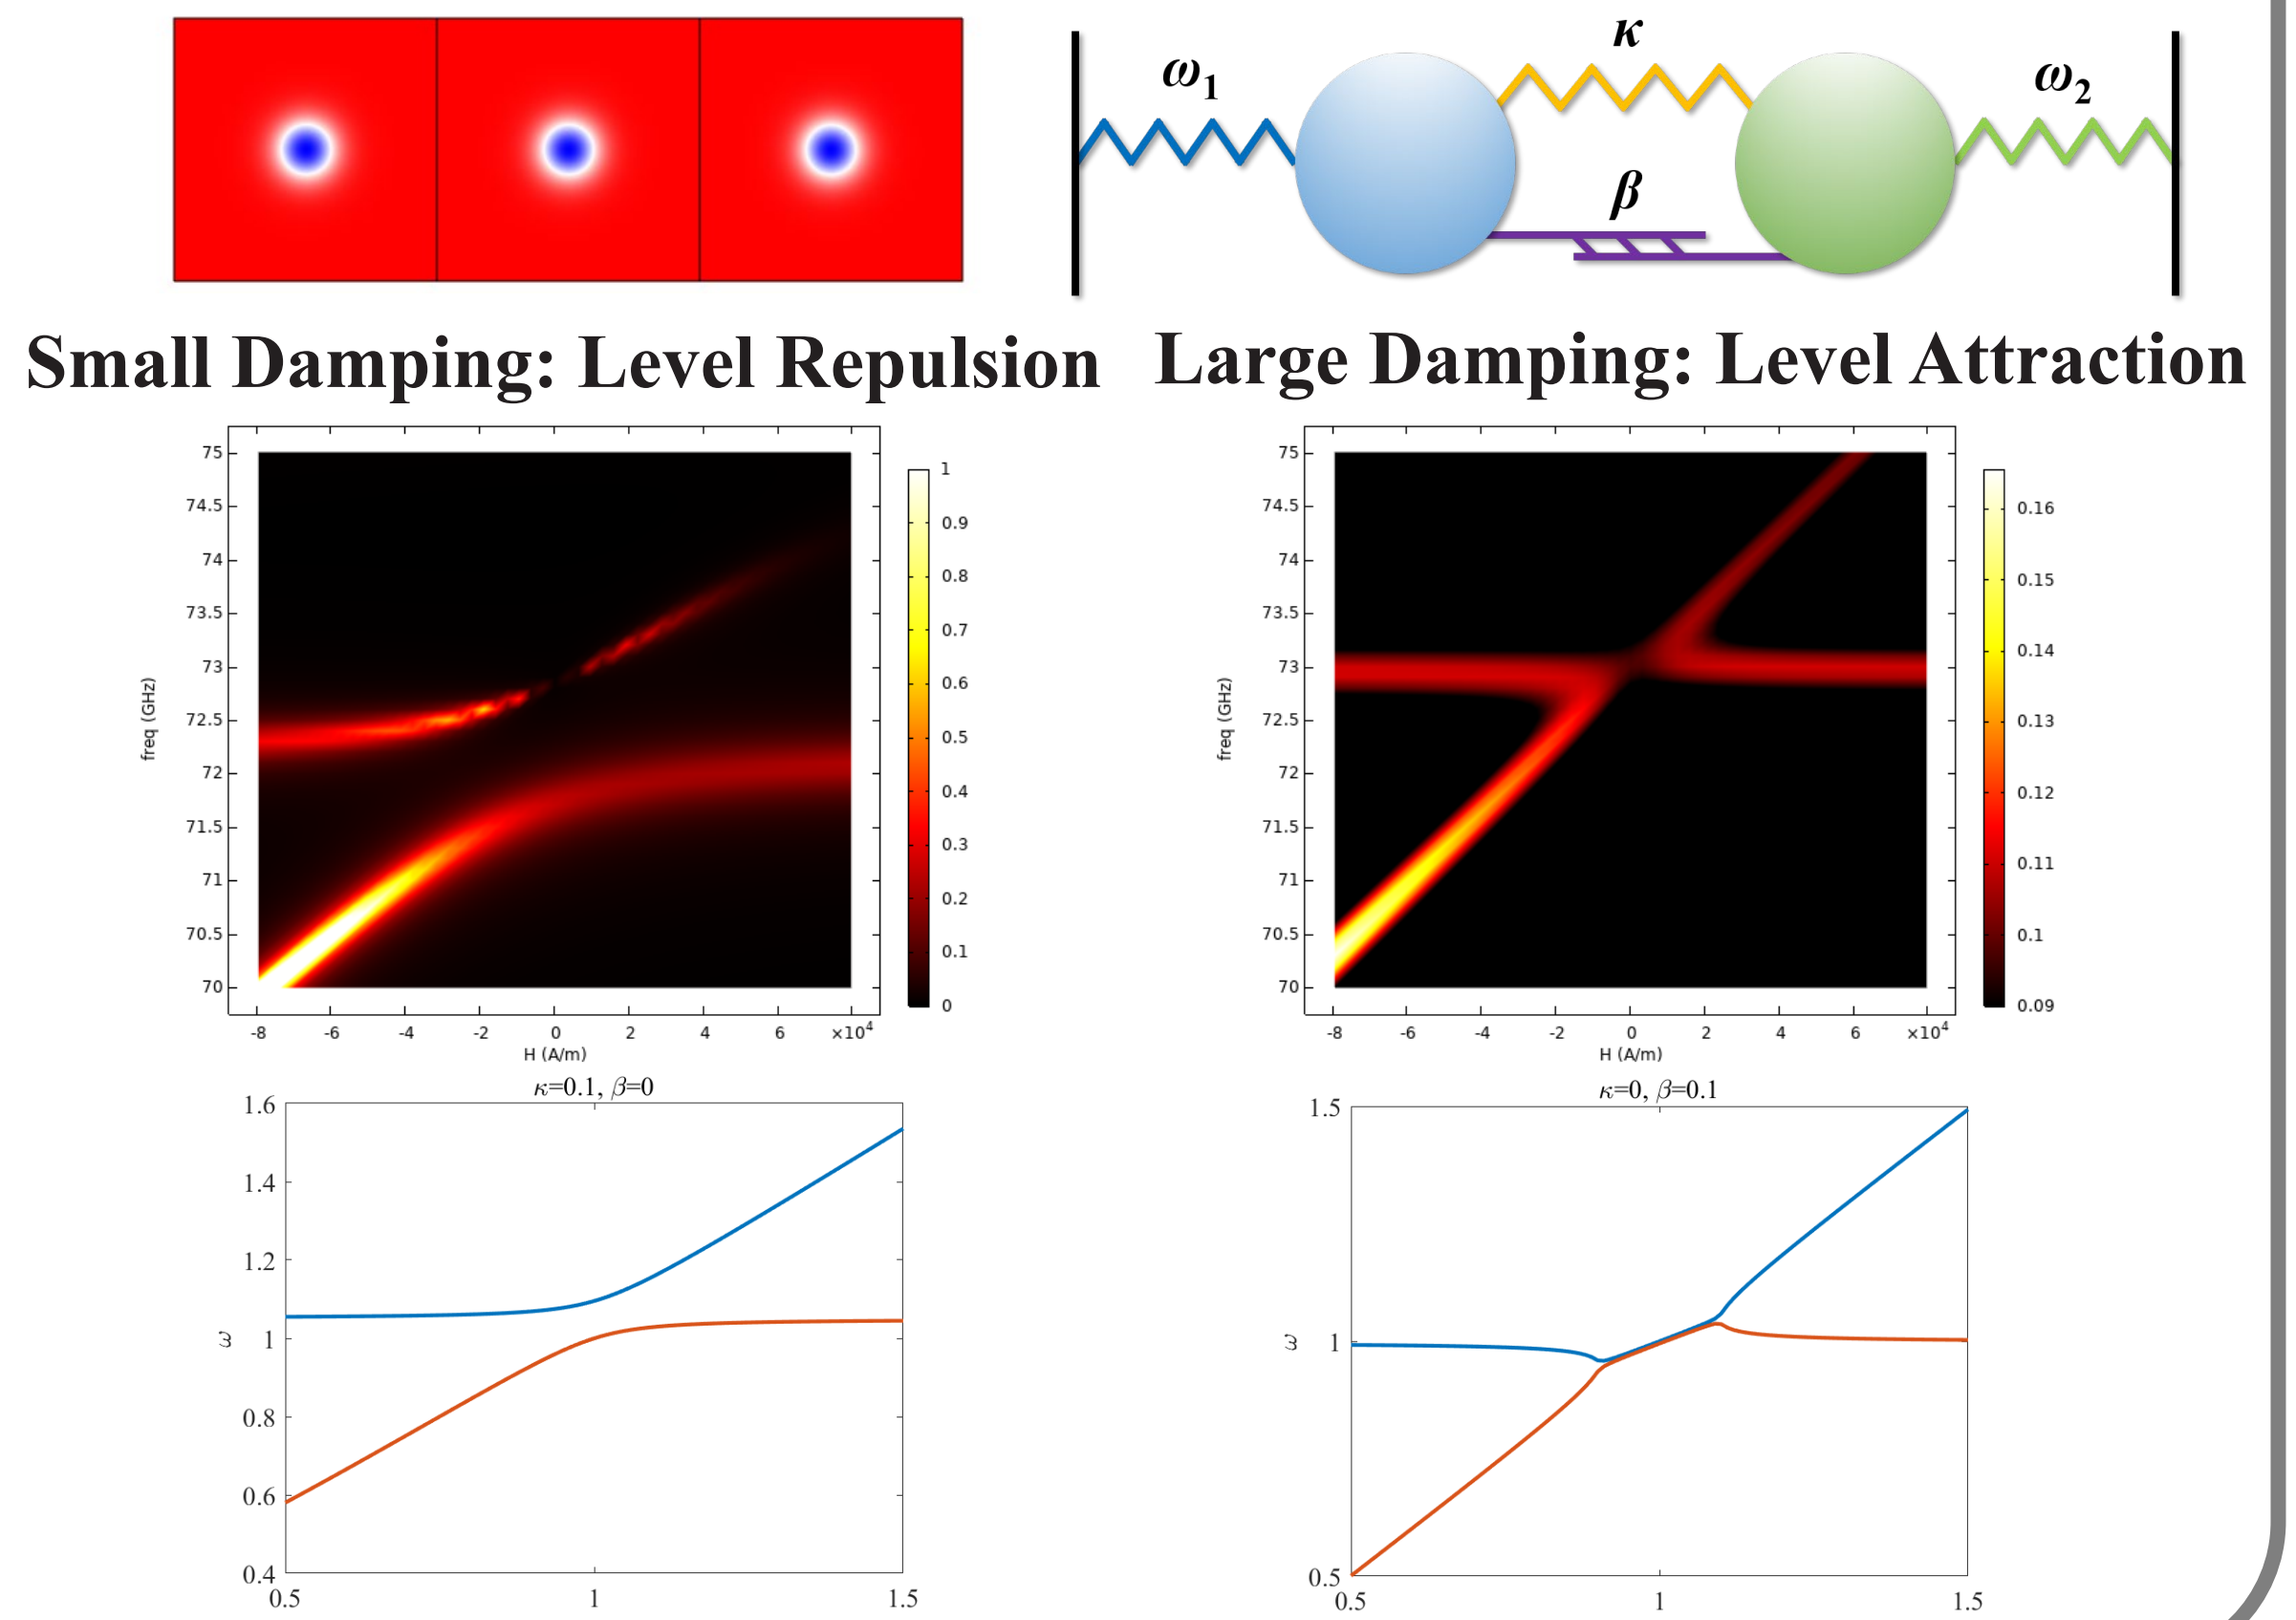 ω1
κ
β
ω2
Small Damping: Level Repulsion
Large Damping: Level Attraction
freq (GHz)
75
74.5
74
73.5
73
72.5
72
71.5
71
70.5
70
-8 -6 -4 -2 0 2 4 6 ×10⁴
H (A/m)
1
0.9
0.8
0.7
0.6
0.5
0.4
0.3
0.2
0.1
0
freq (GHz)
75
74.5
74
73.5
73
72.5
72
71.5
71
70.5
70
-8 -6 -4 -2 0 2 4 6 ×10⁴
H (A/m)
0.16
0.15
0.14
0.13
0.12
0.11
0.1
0.09
κ=0.1, β=0
ω
1.6
1.4
1.2
1
0.8
0.6
0.4
0.5 1 1.5
κ=0, β=0.1
ω
1.5
1
0.5
0.5 1 1.5